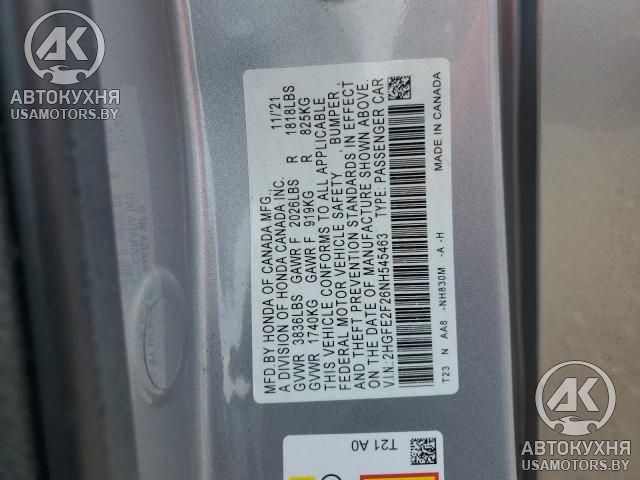 AK
АВТОКУХНЯ
USAMOTORS.BY
MFD.BY HONDA OF CANADA MFG., 11/21
A DIVISION OF HONDA CANADA INC.
GVWR 3836LBS GAWR F 2026LBS R 1818LBS
GVWR 1740KG GAWR F 919KG R 825KG
THIS VEHICLE CONFORMS TO ALL APPLICABLE
FEDERAL MOTOR VEHICLE SAFETY , BUMPER ,
AND THEFT PREVENTION STANDARDS IN EFFECT
ON THE DATE OF MANUFACTURE SHOWN ABOVE.
V.I.N.: 2HGFE2F26NH545463 TYPE: PASSENGER CAR
T23 N AA8 -NH830M -A -H MADE IN CANADA
T21 A0
AK
АВТОКУХНЯ
USAMOTORS.BY